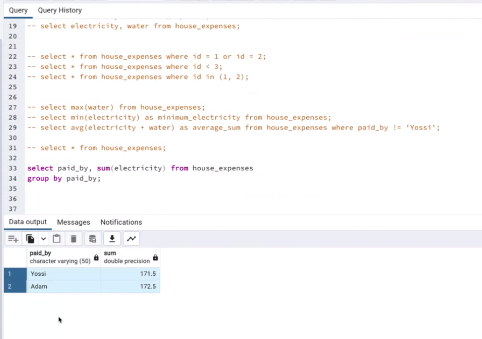 Query Query History
19 -- select electricity, water from house_expenses;
20
21
22 -- select * from house_expenses where id = 1 or id = 2;
23 -- select * from house_expenses where id < 3;
24 -- select * from house_expenses where id in (1, 2);
25
26
27 -- select max(water) from house_expenses;
28 -- select min(electricity) as minimum_electricity from house_expenses;
29 -- select avg(electricity + water) as average_sum from house_expenses where paid_by != 'Yossi';
30
31 -- select * from house_expenses;
32
33 select paid_by, sum(electricity) from house_expenses
34 group by paid_by;
35
36
37
Data output Messages Notifications
paid_by sum
character varying (50) double precision
1 Yossi 171.5
2 Adam 172.5